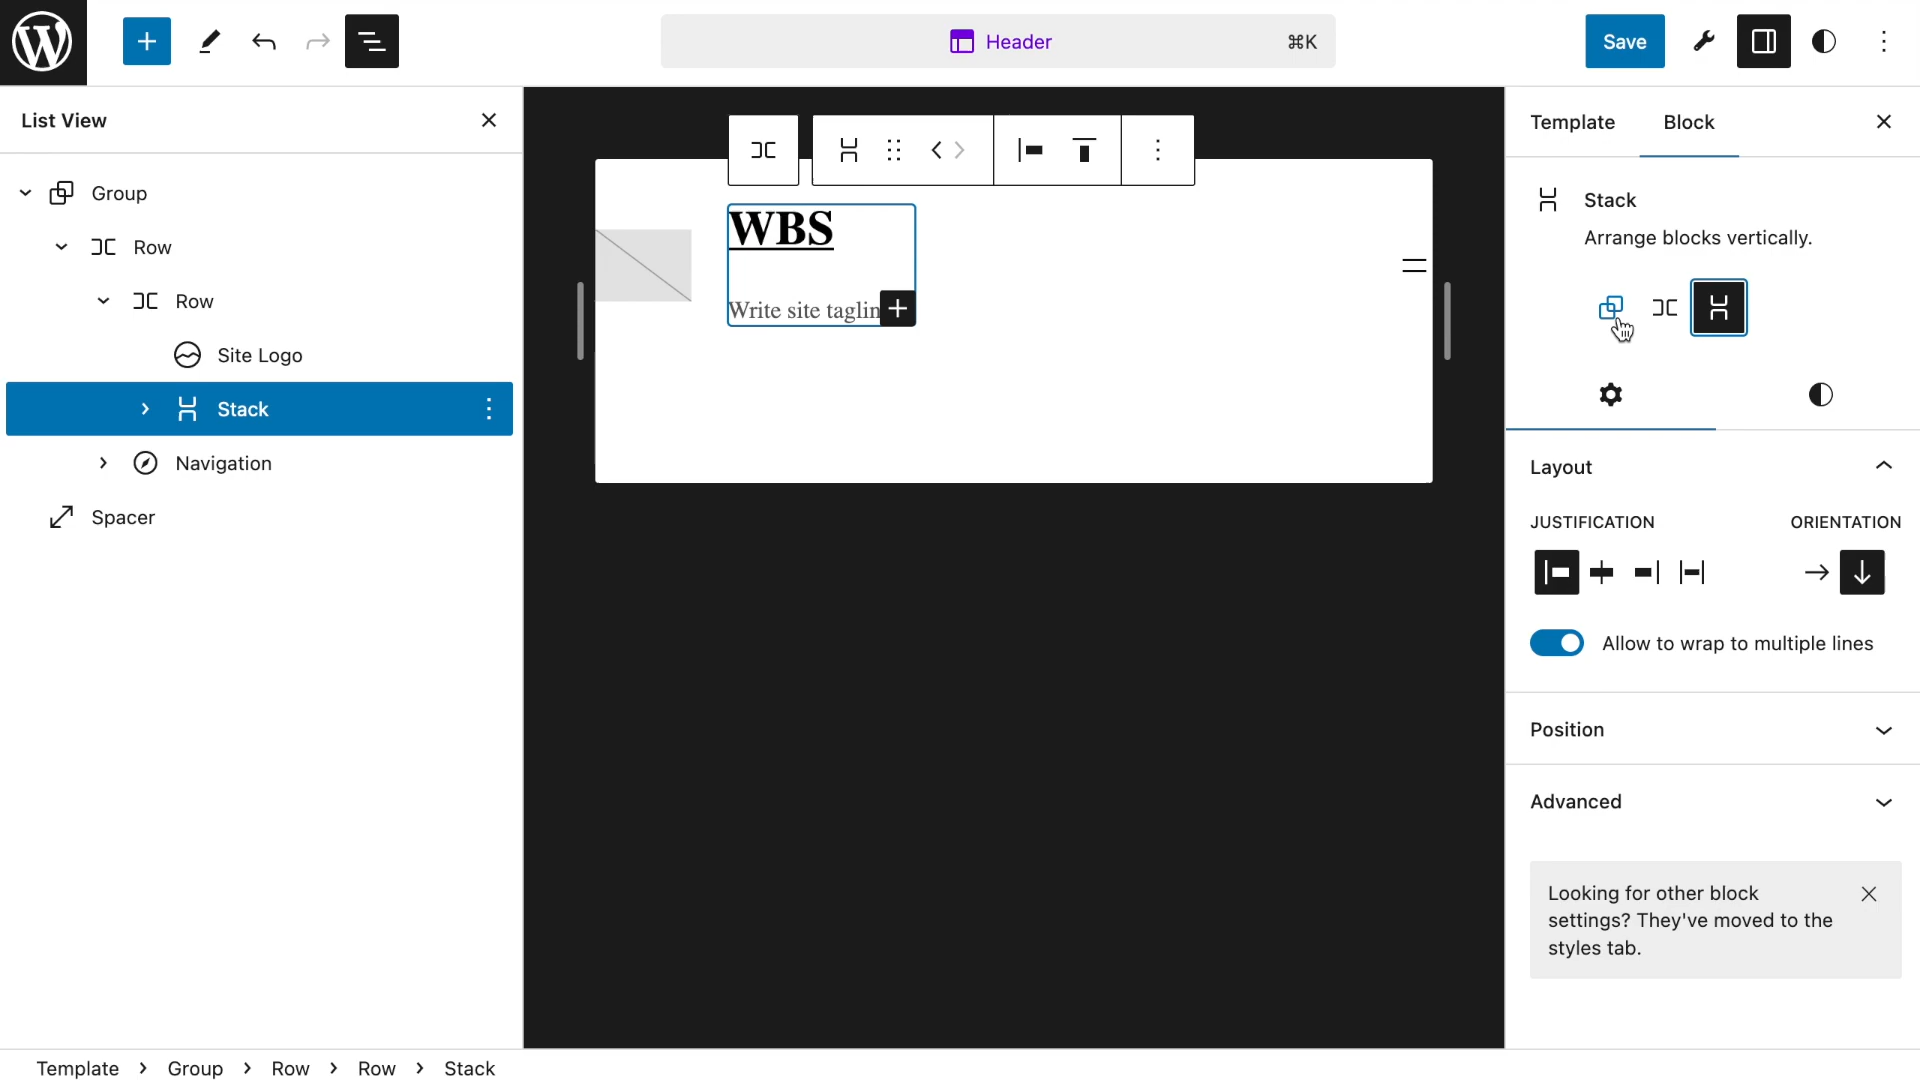 Header
⌘K
Save
List View
Group
Row
Row
Site Logo
Stack
Navigation
Spacer
WBS
Write site taglin
Template
Block
Stack
Arrange blocks vertically.
Layout
JUSTIFICATION
ORIENTATION
Allow to wrap to multiple lines
Position
Advanced
Looking for other block
settings? They've moved to the
styles tab.
Template > Group > Row > Row > Stack